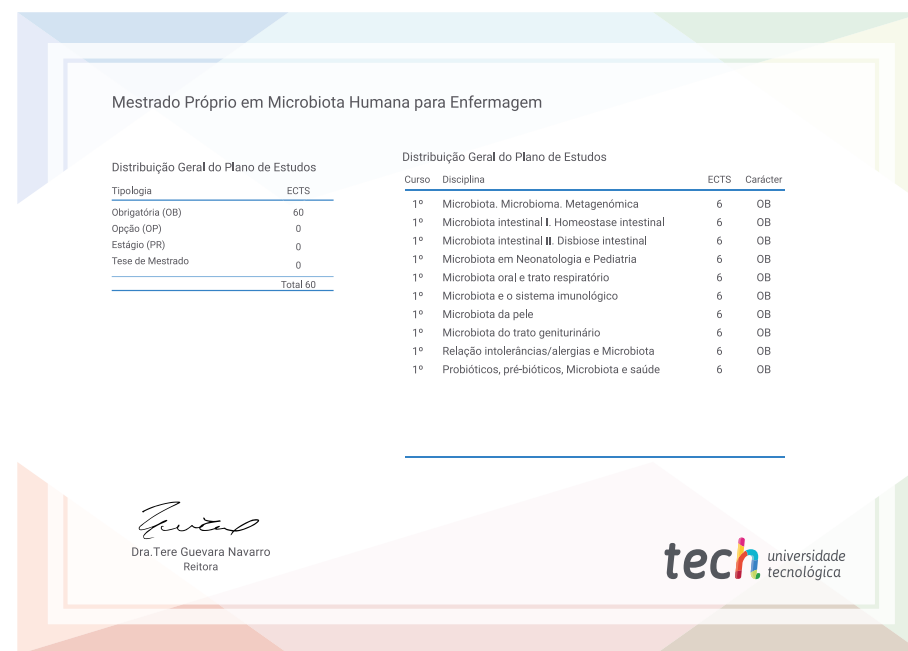 Mestrado Próprio em Microbiota Humana para Enfermagem
Distribuição Geral do Plano de Estudos
Tipologia ECTS
Obrigatória (OB) 60
Opção (OP) 0
Estágio (PR) 0
Tese de Mestrado 0
Total 60
Distribuição Geral do Plano de Estudos
Curso Disciplina ECTS Carácter
1º Microbiota. Microbioma. Metagenómica 6 OB
1º Microbiota intestinal I. Homeostase intestinal 6 OB
1º Microbiota intestinal II. Disbiose intestinal 6 OB
1º Microbiota em Neonatologia e Pediatria 6 OB
1º Microbiota oral e trato respiratório 6 OB
1º Microbiota e o sistema imunológico 6 OB
1º Microbiota da pele 6 OB
1º Microbiota do trato geniturinário 6 OB
1º Relação intolerâncias/alergias e Microbiota 6 OB
1º Probióticos, pré-bióticos, Microbiota e saúde 6 OB
Dra.Tere Guevara Navarro
Reitora
tech universidade
tecnológica